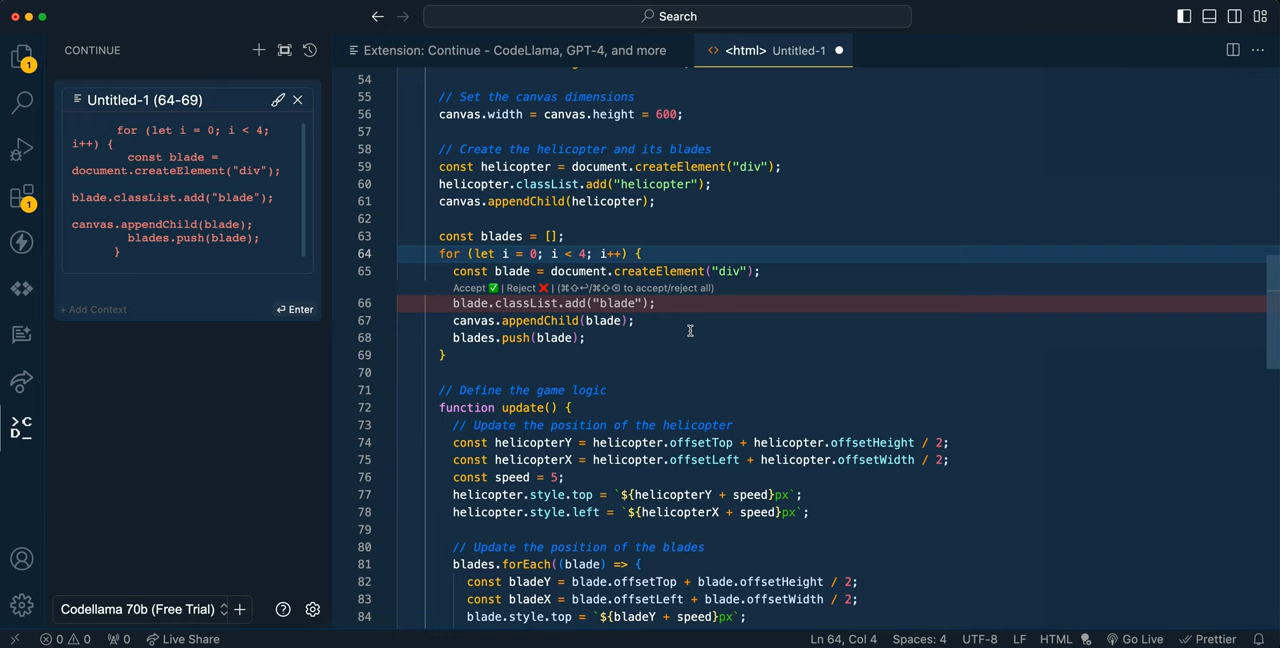 Search
CONTINUE
Extension: Continue - CodeLlama, GPT-4, and more
<> <html> Untitled-1
1
Untitled-1 (64-69)
for (let i = 0; i < 4;
i++) {
const blade =
document.createElement("div");
blade.classList.add("blade");
canvas.appendChild(blade);
blades.push(blade);
}
+ Add Context
Enter
1
>C
D_
Codellama 70b (Free Trial)
54
55 // Set the canvas dimensions
56 canvas.width = canvas.height = 600;
57
58 // Create the helicopter and its blades
59 const helicopter = document.createElement("div");
60 helicopter.classList.add("helicopter");
61 canvas.appendChild(helicopter);
62
63 const blades = [];
64 for (let i = 0; i < 4; i++) {
65 const blade = document.createElement("div");
Accept ✅ | Reject ❌ | (⌘⇧⏎/⌘⇧⌫ to accept/reject all)
66 blade.classList.add("blade");
67 canvas.appendChild(blade);
68 blades.push(blade);
69 }
70
71 // Define the game logic
72 function update() {
73 // Update the position of the helicopter
74 const helicopterY = helicopter.offsetTop + helicopter.offsetHeight / 2;
75 const helicopterX = helicopter.offsetLeft + helicopter.offsetWidth / 2;
76 const speed = 5;
77 helicopter.style.top = `${helicopterY + speed}px`;
78 helicopter.style.left = `${helicopterX + speed}px`;
79
80 // Update the position of the blades
81 blades.forEach((blade) => {
82 const bladeY = blade.offsetTop + blade.offsetHeight / 2;
83 const bladeX = blade.offsetLeft + blade.offsetWidth / 2;
84 blade.style.top = `${bladeY + speed}px`;
0 0 0 Live Share Ln 64, Col 4 Spaces: 4 UTF-8 LF HTML Go Live Prettier